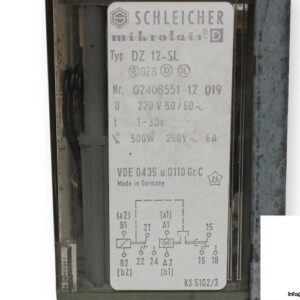 S SCHLEICHER
mikrolais D
Typ DZ 12-SL
Nr. 02408551 12 019
U 220 V 50/60~
t 1-30s
500W 250V~ 6A
VDE 0435 u.0110 Gr.C
Made in Germany
(a2) (a1)
B1 21 A1 15
M
B2 22 24 A2 16 18
(b2) (b1)
KS 5102/3